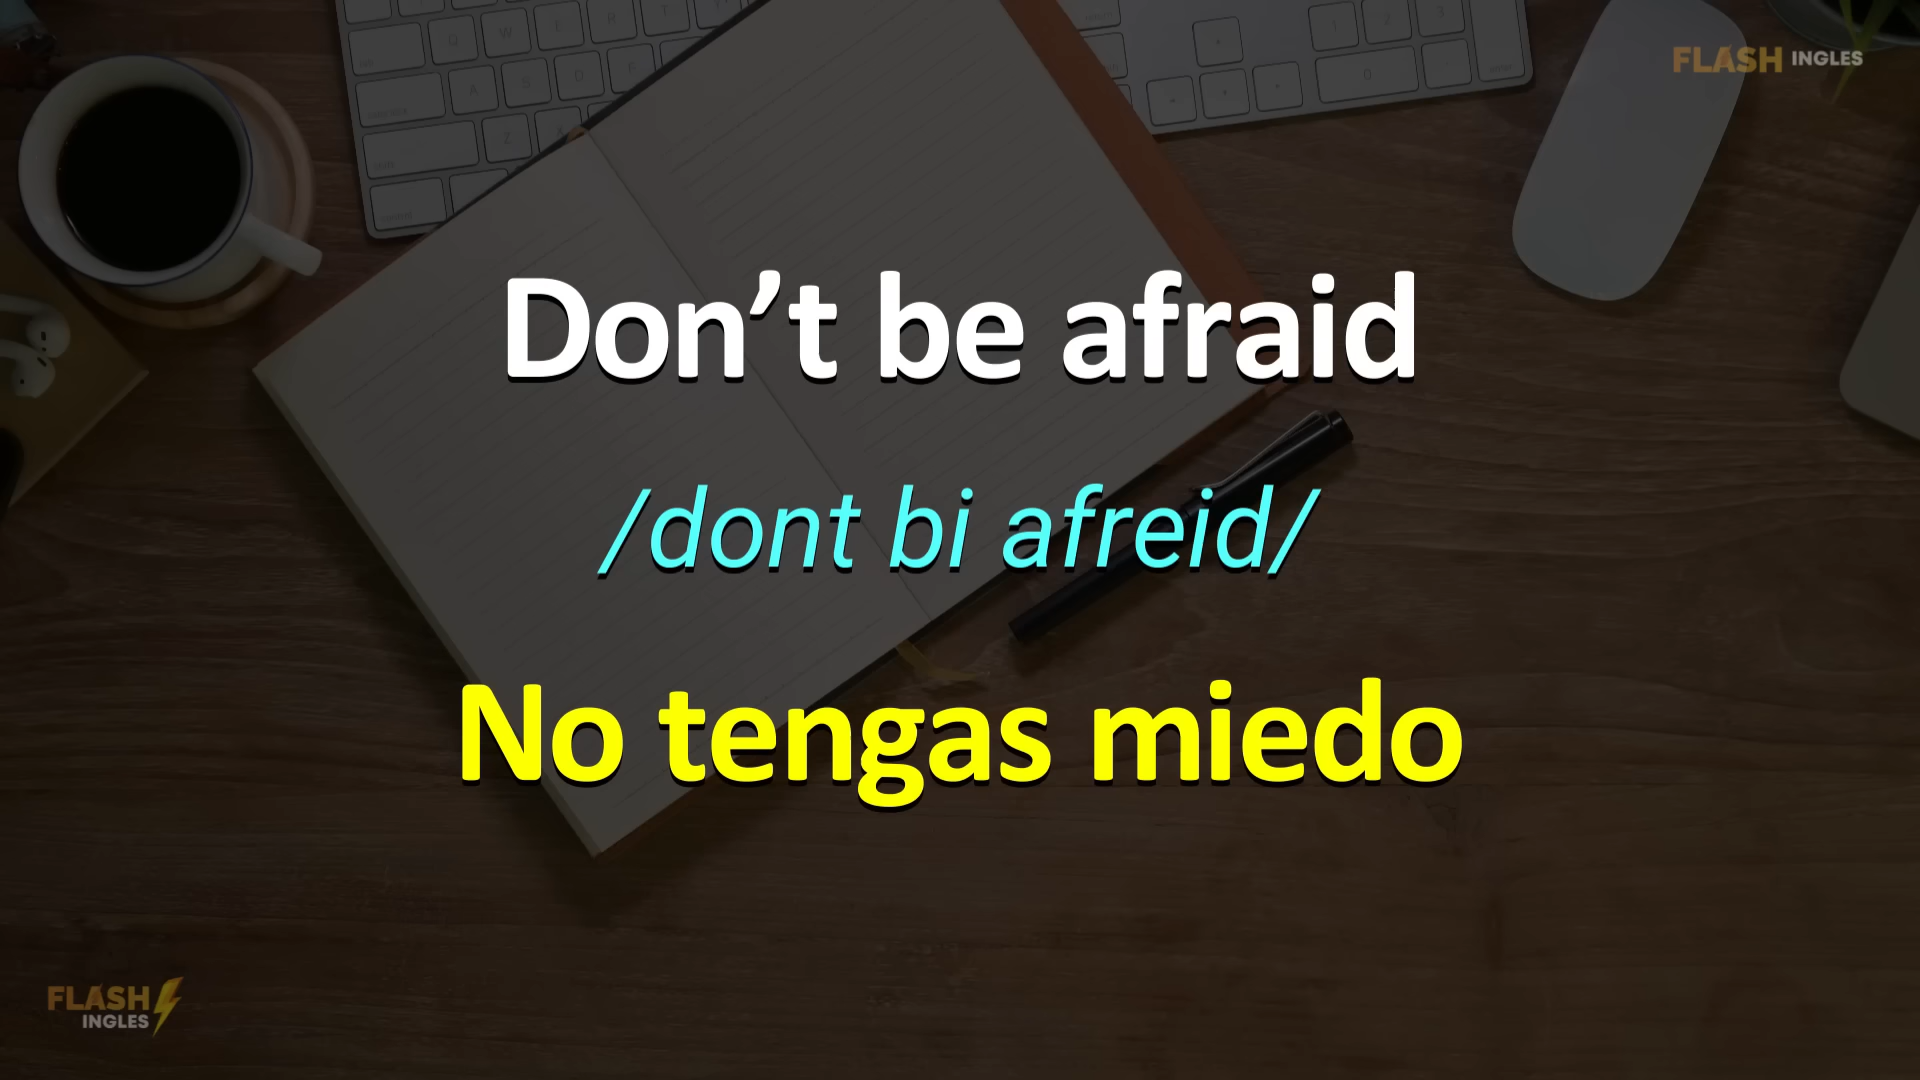 FLASH INGLES
Don’t be afraid
/dont bi afreid/
No tengas miedo
FLASH
INGLES